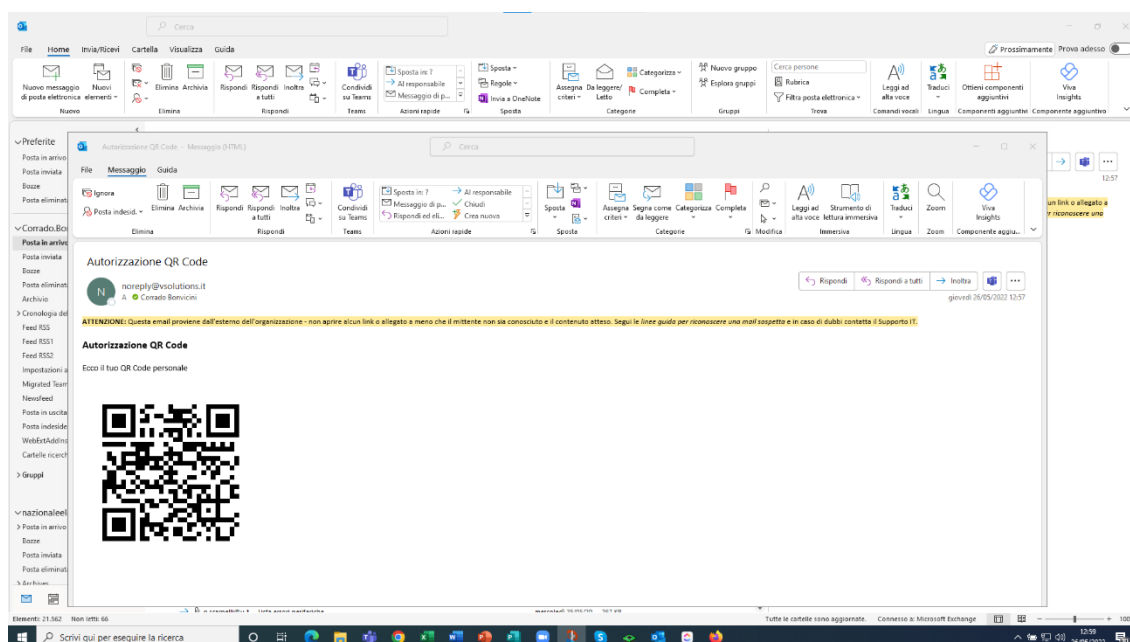 Cerca
File Home Invia/Ricevi Cartella Visualizza Guida
Prossimamente Prova adesso
Nuovo messaggio di posta elettronica
Nuovi elementi
Elimina Archivia
Rispondi Rispondi a tutti Inoltra
Condividi su Teams
Sposta in: ?
Al responsabile
Messaggio di p...
Sposta
Regole
Invia a OneNote
Assegna criteri
Da leggere/ Letto
Categorizza
Completa
Nuovo gruppo
Esplora gruppi
Cerca persone
Rubrica
Filtra posta elettronica
Leggi ad alta voce
Traduci
Ottieni componenti aggiuntivi
Viva Insights
Nuovo Elimina Rispondi Teams Azioni rapide Sposta Categorie Gruppi Trova Comandi vocali Lingua Componenti aggiuntivi Componente aggiuntivo
Preferite
Posta in arrivo
Posta inviata
Bozze
Posta eliminat
Corrado.Bo
Posta in arrivo
Posta inviata
Bozze
Posta eliminat
Archivio
Cronologia del
Feed RSS
Feed RSS1
Feed RSS2
Impostazioni a
Migrated Team
Newsfeed
Posta in uscita
Posta indeside
WebExtAddIns
Cartelle ricerch
Gruppi
nazionaleel
Posta in arrivo
Bozze
Posta inviata
Posta eliminat
Archives
12:57
un link o allegato a
r riconoscere una
Autorizzazione QR Code - Messaggio (HTML)
Cerca
File Messaggio Guida
Ignora
Posta indesid.
Elimina Archivia
Rispondi Rispondi a tutti Inoltra
Condividi su Teams
Sposta in: ?
Messaggio di p...
Rispondi ed eli...
Al responsabile
Chiudi
Crea nuova
Sposta
Assegna criteri
Segna come da leggere
Categorizza Completa
Leggi ad alta voce
Strumento di lettura immersiva
Traduci
Zoom
Viva Insights
Elimina Rispondi Teams Azioni rapide Sposta Categorie Modifica Immersiva Lingua Zoom Componente aggiu...
Autorizzazione QR Code
N
noreply@vsolutions.it
A Corrado Bonvicini
Rispondi Rispondi a tutti Inoltra
giovedì 26/05/2022 12:57
ATTENZIONE: Questa email proviene dall'esterno dell'organizzazione - non aprire alcun link o allegato a meno che il mittente non sia conosciuto e il contenuto atteso. Segui le linee guida per riconoscere una mail sospetta e in caso di dubbi contatta il Supporto IT.
Autorizzazione QR Code
Ecco il tuo QR Code personale
Elementi: 21.562 Non letti: 66
Tutte le cartelle sono aggiornate. Connesso a: Microsoft Exchange
100
Scrivi qui per eseguire la ricerca
12:59
26/05/2022